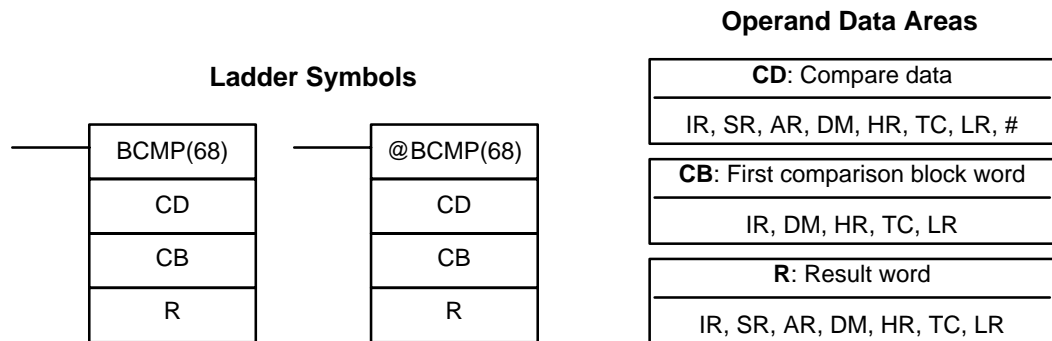 Operand Data Areas
Ladder Symbols
BCMP(68)
CD
CB
R
@BCMP(68)
CD
CB
R
CD: Compare data
IR, SR, AR, DM, HR, TC, LR, #
CB: First comparison block word
IR, DM, HR, TC, LR
R: Result word
IR, SR, AR, DM, HR, TC, LR